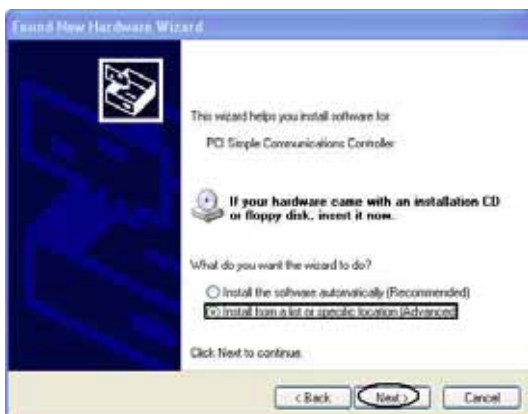 Found New Hardware Wizard
This wizard helps you install software for:
PCI Simple Communications Controller
If your hardware came with an installation CD
or floppy disk, insert it now.
What do you want the wizard to do?
Install the software automatically (Recommended)
Install from a list or specific location (Advanced
Click Next to continue.
< Back
Next >
Cancel